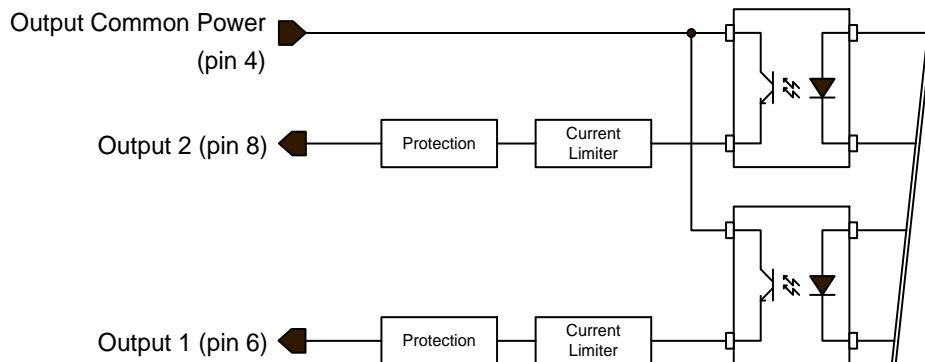 Output Common Power
(pin 4)
Output 2 (pin 8)
Protection
Current
Limiter
Output 1 (pin 6)
Protection
Current
Limiter